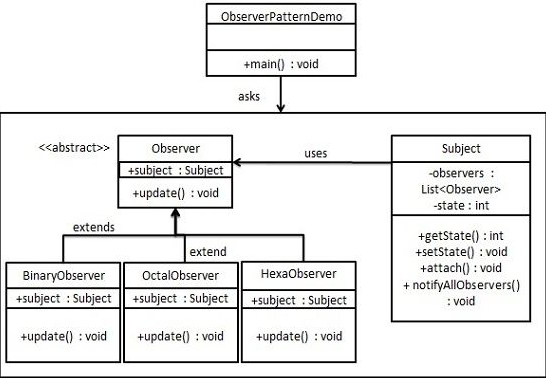 ObserverPatternDemo
+main() : void
asks
<<abstract>>
Observer
+subject : Subject
+update() : void
uses
Subject
-observers :
List<Observer>
-state : int
+getState() : int
+setState() : void
+attach() : void
+ notifyAllObservers()
: void
extends
extend
BinaryObserver
+subject : Subject
+update() : void
OctalObserver
+subject : Subject
+update() : void
HexaObserver
+subject : Subject
+update() : void